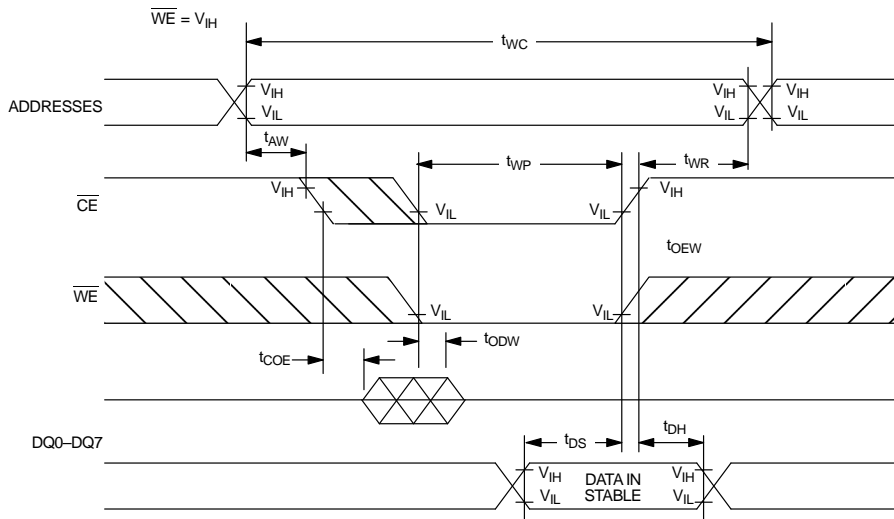 WE = VIH
tWC
ADDRESSES
VIH VIH VIH
VIL VIL VIL
tAW
tWP tWR
CE
VIH VIH
VIL VIL
tOEW
WE
VIL VIL
tCOE tODW
DQ0–DQ7
tDS tDH
VIH DATA IN VIH
VIL STABLE VIL